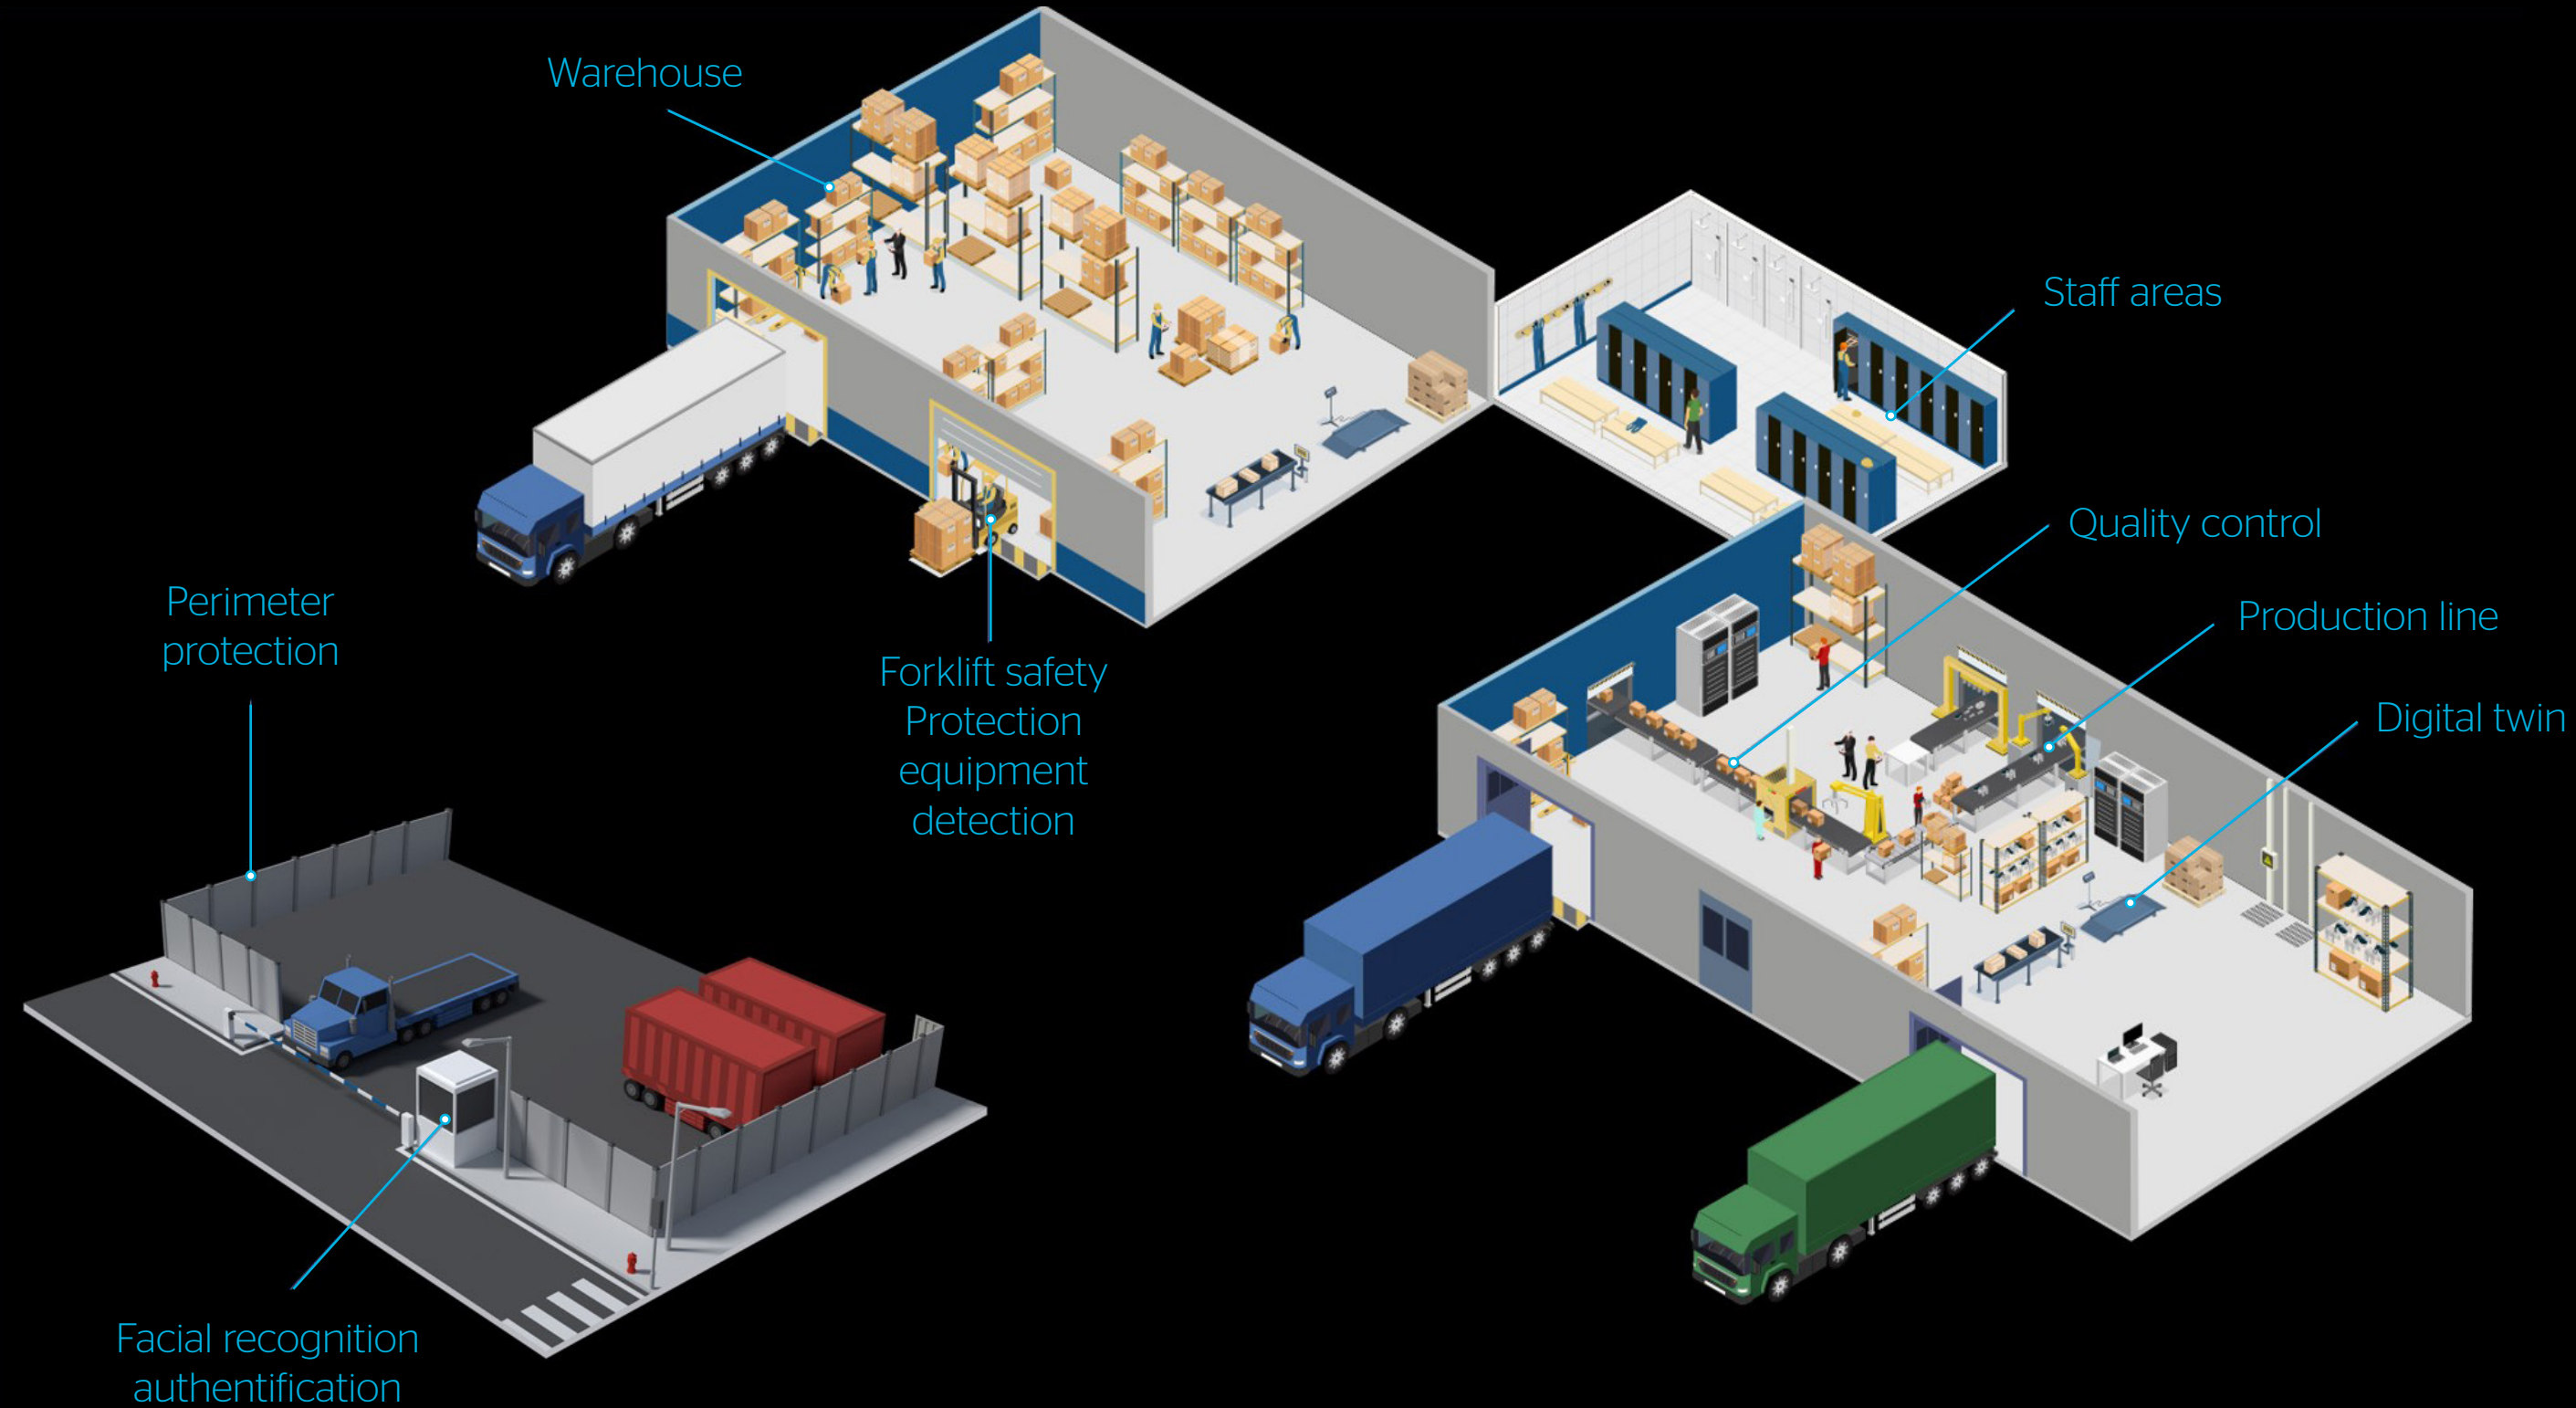 Warehouse
Staff areas
Quality control
Perimeter
protection
Production line
Forklift safety
Protection
equipment
detection
Digital twin
Facial recognition
authentification